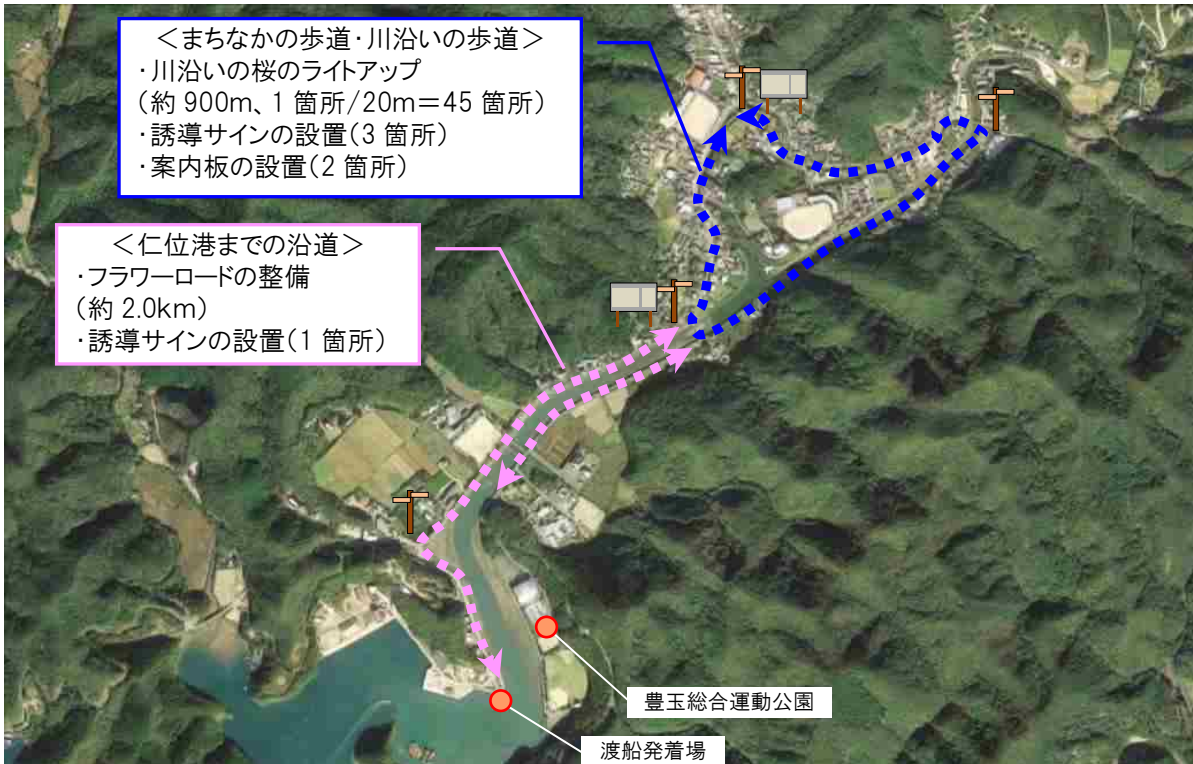 ＜まちなかの歩道・川沿いの歩道＞
・川沿いの桜のライトアップ
(約 900m、1 箇所/20m＝45 箇所)
・誘導サインの設置(3 箇所)
・案内板の設置(2 箇所)
＜仁位港までの沿道＞
・フラワーロードの整備
(約 2.0km)
・誘導サインの設置(1 箇所)
豊玉総合運動公園
渡船発着場